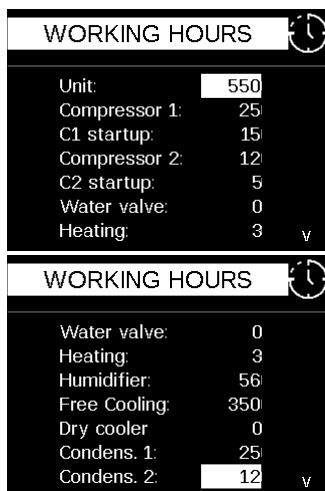 WORKING HOURS
Unit: 550
Compressor 1: 25
C1 startup: 15
Compressor 2: 12
C2 startup: 5
Water valve: 0
Heating: 3
V
WORKING HOURS
Water valve: 0
Heating: 3
Humidifier: 56
Free Cooling: 350
Dry cooler 0
Condens. 1: 25
Condens. 2: 12
V